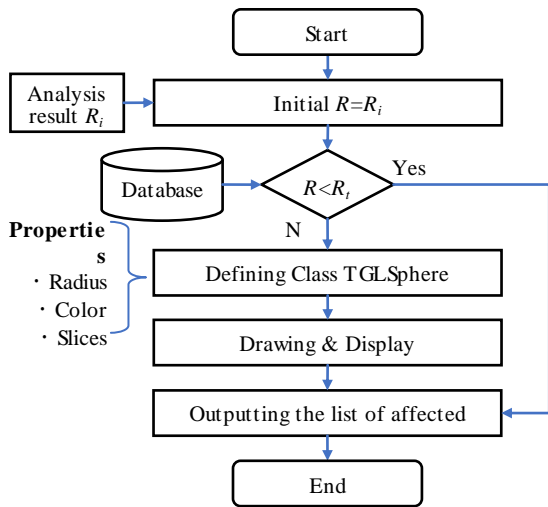 Start
Analysis
result Ri
Initial R=Ri
Database
R<Rt
Yes
N
Propertie
s
· Radius
· Color
· Slices
Defining Class TGLSphere
Drawing & Display
Outputting the list of affected
End